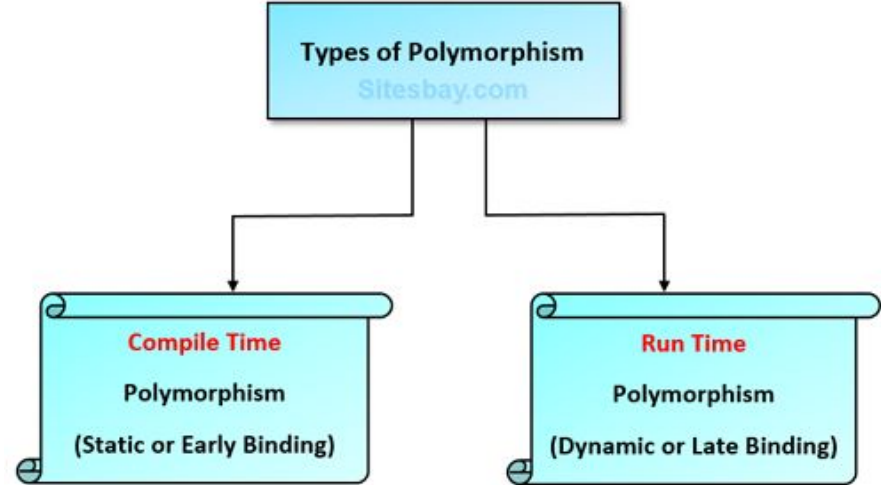 Types of Polymorphism
Sitesbay.com
Compile Time
Polymorphism
(Static or Early Binding)
Run Time
Polymorphism
(Dynamic or Late Binding)